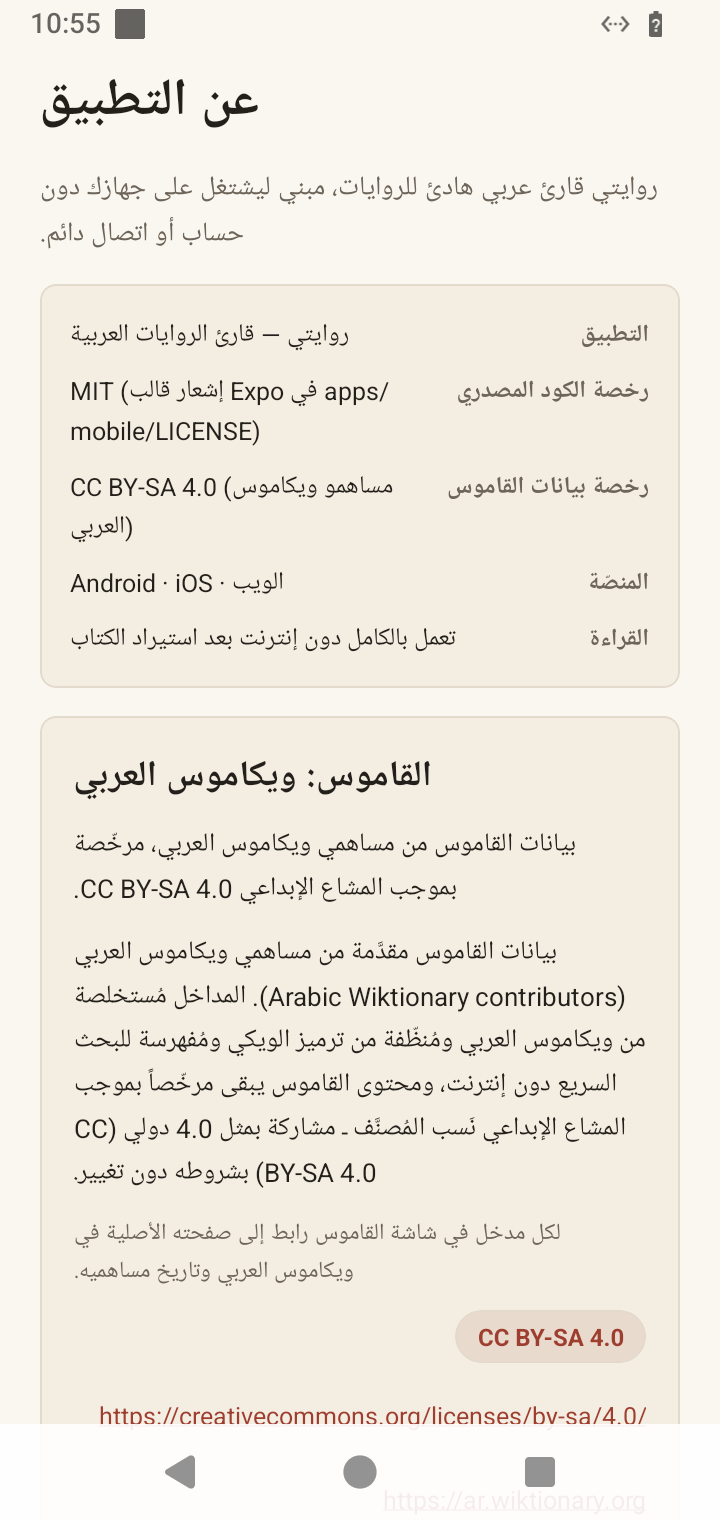 10:55
عن التطبيق
روايتي قارئ عربي هادئ للروايات، مبني ليشتغل على جهازك دون
حساب أو اتصال دائم.
التطبيق
روايتي — قارئ الروايات العربية
رخصة الكود المصدري
MIT (إشعار قالب Expo في apps/
mobile/LICENSE)
رخصة بيانات القاموس
CC BY-SA 4.0 (مساهمو ويكاموس
العربي)
المنصّة
Android · iOS · الويب
القراءة
تعمل بالكامل دون إنترنت بعد استيراد الكتاب
القاموس: ويكاموس العربي
بيانات القاموس من مساهمي ويكاموس العربي، مرخّصة
بموجب المشاع الإبداعي CC BY-SA 4.0.
بيانات القاموس مقدَّمة من مساهمي ويكاموس العربي
(Arabic Wiktionary contributors). المداخل مُستخلصة
من ويكاموس العربي ومُنظّفة من ترميز الويكي ومُفهرسة للبحث
السريع دون إنترنت، ومحتوى القاموس يبقى مرخّصاً بموجب
المشاع الإبداعي نَسب المُصنَّف ـ مشاركة بمثل 4.0 دولي (CC
BY-SA 4.0) بشروطه دون تغيير.
لكل مدخل في شاشة القاموس رابط إلى صفحته الأصلية في
ويكاموس العربي وتاريخ مساهميه.
CC BY-SA 4.0
https://creativecommons.org/licenses/by-sa/4.0/
https://ar.wiktionary.org